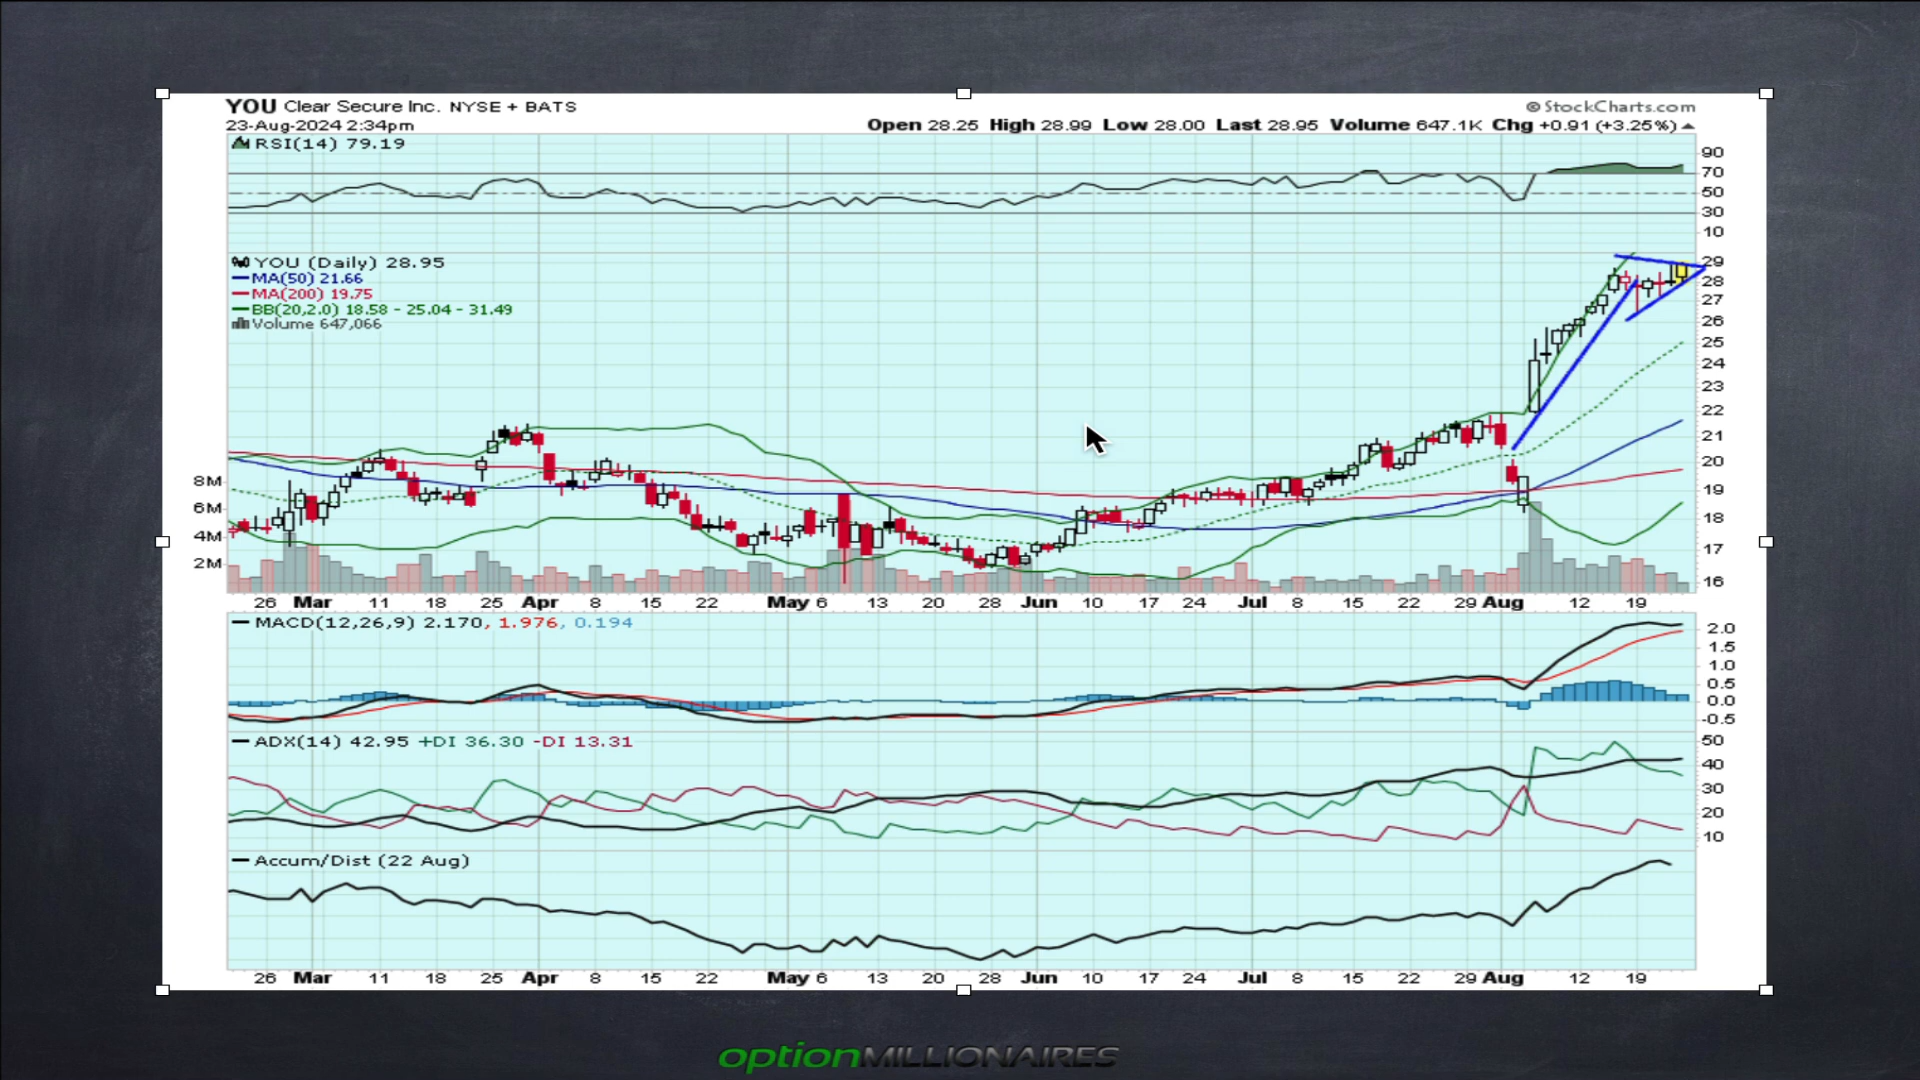 YOU Clear Secure Inc. NYSE + BATS © StockCharts.com
23-Aug-2024 2:34pm Open 28.25 High 28.99 Low 28.00 Last 28.95 Volume 647.1K Chg +0.91 (+3.25%)
RSI(14) 79.19
90
70
50
30
10
YOU (Daily) 28.95
MA(50) 21.66
MA(200) 19.75
BB(20,2.0) 18.58 - 25.04 - 31.49
Volume 647,066
29
28
27
26
25
24
23
22
21
20
19
18
17
16
8M
6M
4M
2M
26 Mar 11 18 25 Apr 8 15 22 May 6 13 20 28 Jun 10 17 24 Jul 8 15 22 29 Aug 12 19
MACD(12,26,9) 2.170, 1.976, 0.194
2.0
1.5
1.0
0.5
0.0
-0.5
ADX(14) 42.95 +DI 36.30 -DI 13.31
50
40
30
20
10
Accum/Dist (22 Aug)
26 Mar 11 18 25 Apr 8 15 22 May 6 13 20 28 Jun 10 17 24 Jul 8 15 22 29 Aug 12 19
optionMILLIONAIRES